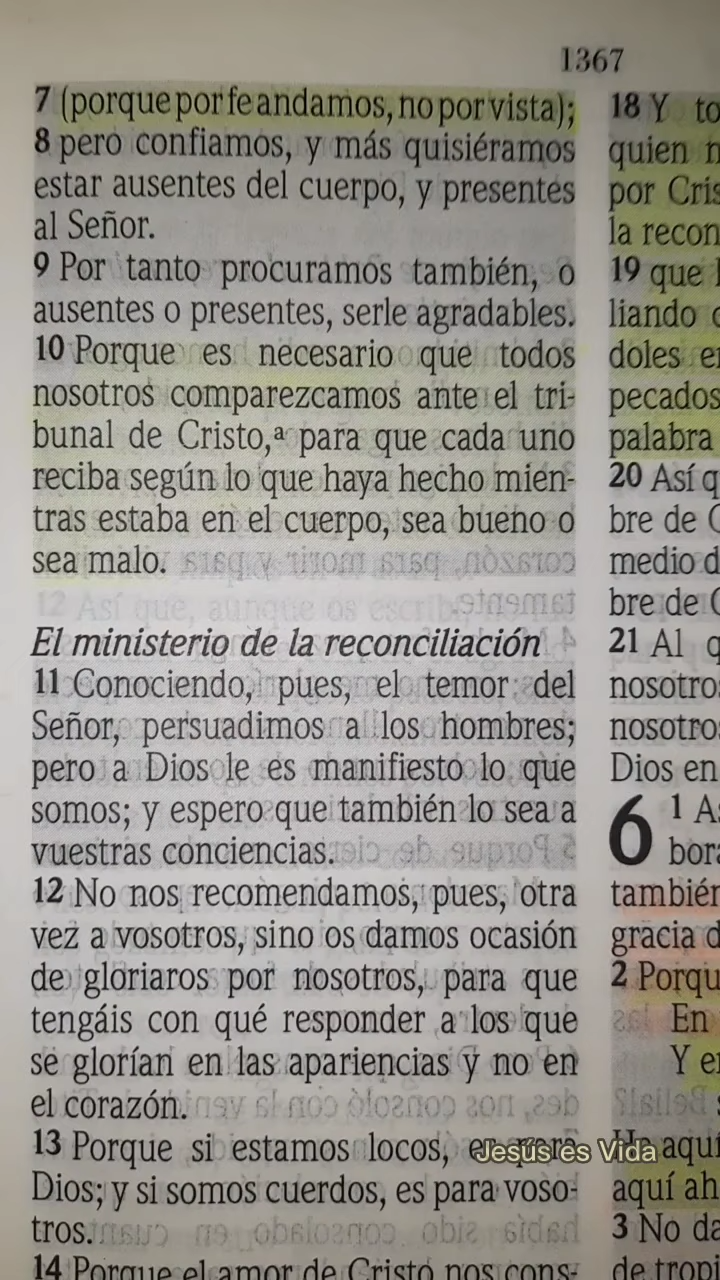 1367
7 (porque por fe andamos, no por vista);
8 pero confiamos, y más quisiéramos
estar ausentes del cuerpo, y presentes
al Señor.
9 Por tanto procuramos también, o
ausentes o presentes, serle agradables.
10 Porque es necesario que todos
nosotros comparezcamos ante el tri-
bunal de Cristo,ª para que cada uno
reciba según lo que haya hecho mien-
tras estaba en el cuerpo, sea bueno o
sea malo.
El ministerio de la reconciliación
11 Conociendo, pues, el temor del
Señor, persuadimos a los hombres;
pero a Dios le es manifiesto lo que
somos; y espero que también lo sea a
vuestras conciencias.
12 No nos recomendamos, pues, otra
vez a vosotros, sino os damos ocasión
de gloriaros por nosotros, para que
tengáis con qué responder a los que
se glorían en las apariencias y no en
el corazón.
13 Porque si estamos locos,
Dios; y si somos cuerdos, es para voso-
tros.
14 Porque el amor de Cristo nos cons-
18 Y
quien
por
la
19 que
liando
doles
pecados
palabra
20 Así
bre de
medio
bre de
21 Al
nosotro
nosotro
Dios en
6 1
también
gracia
2
En
Y
aquí
aquí
3 No
de
Jesús es Vida